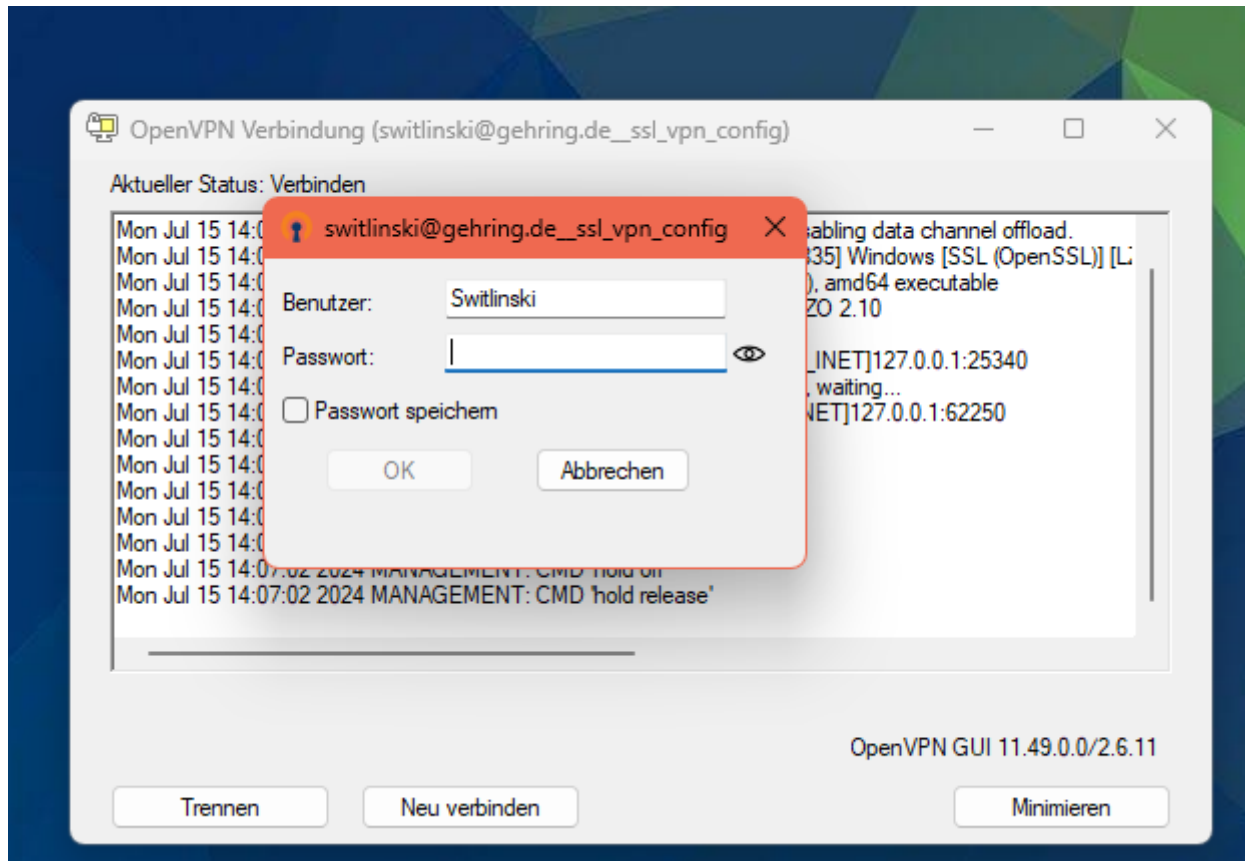 OpenVPN Verbindung (switlinski@gehring.de__ssl_vpn_config)
Aktueller Status: Verbinden
switlinski@gehring.de__ssl_vpn_config
Benutzer: Switlinski
Passwort:
Passwort speichern
OK Abbrechen
Mon Jul 15 14:0 sabling data channel offload.
Mon Jul 15 14:0 335] Windows [SSL (OpenSSL)] [LZ
Mon Jul 15 14:0 ), amd64 executable
Mon Jul 15 14:0 ZO 2.10
Mon Jul 15 14:0
Mon Jul 15 14:0 _INET]127.0.0.1:25340
Mon Jul 15 14:0 , waiting...
Mon Jul 15 14:0 NET]127.0.0.1:62250
Mon Jul 15 14:0
Mon Jul 15 14:0
Mon Jul 15 14:0
Mon Jul 15 14:0
Mon Jul 15 14:0
Mon Jul 15 14:07:02 2024 MANAGEMENT: CMD 'hold off'
Mon Jul 15 14:07:02 2024 MANAGEMENT: CMD 'hold release'
OpenVPN GUI 11.49.0.0/2.6.11
Trennen Neu verbinden Minimieren